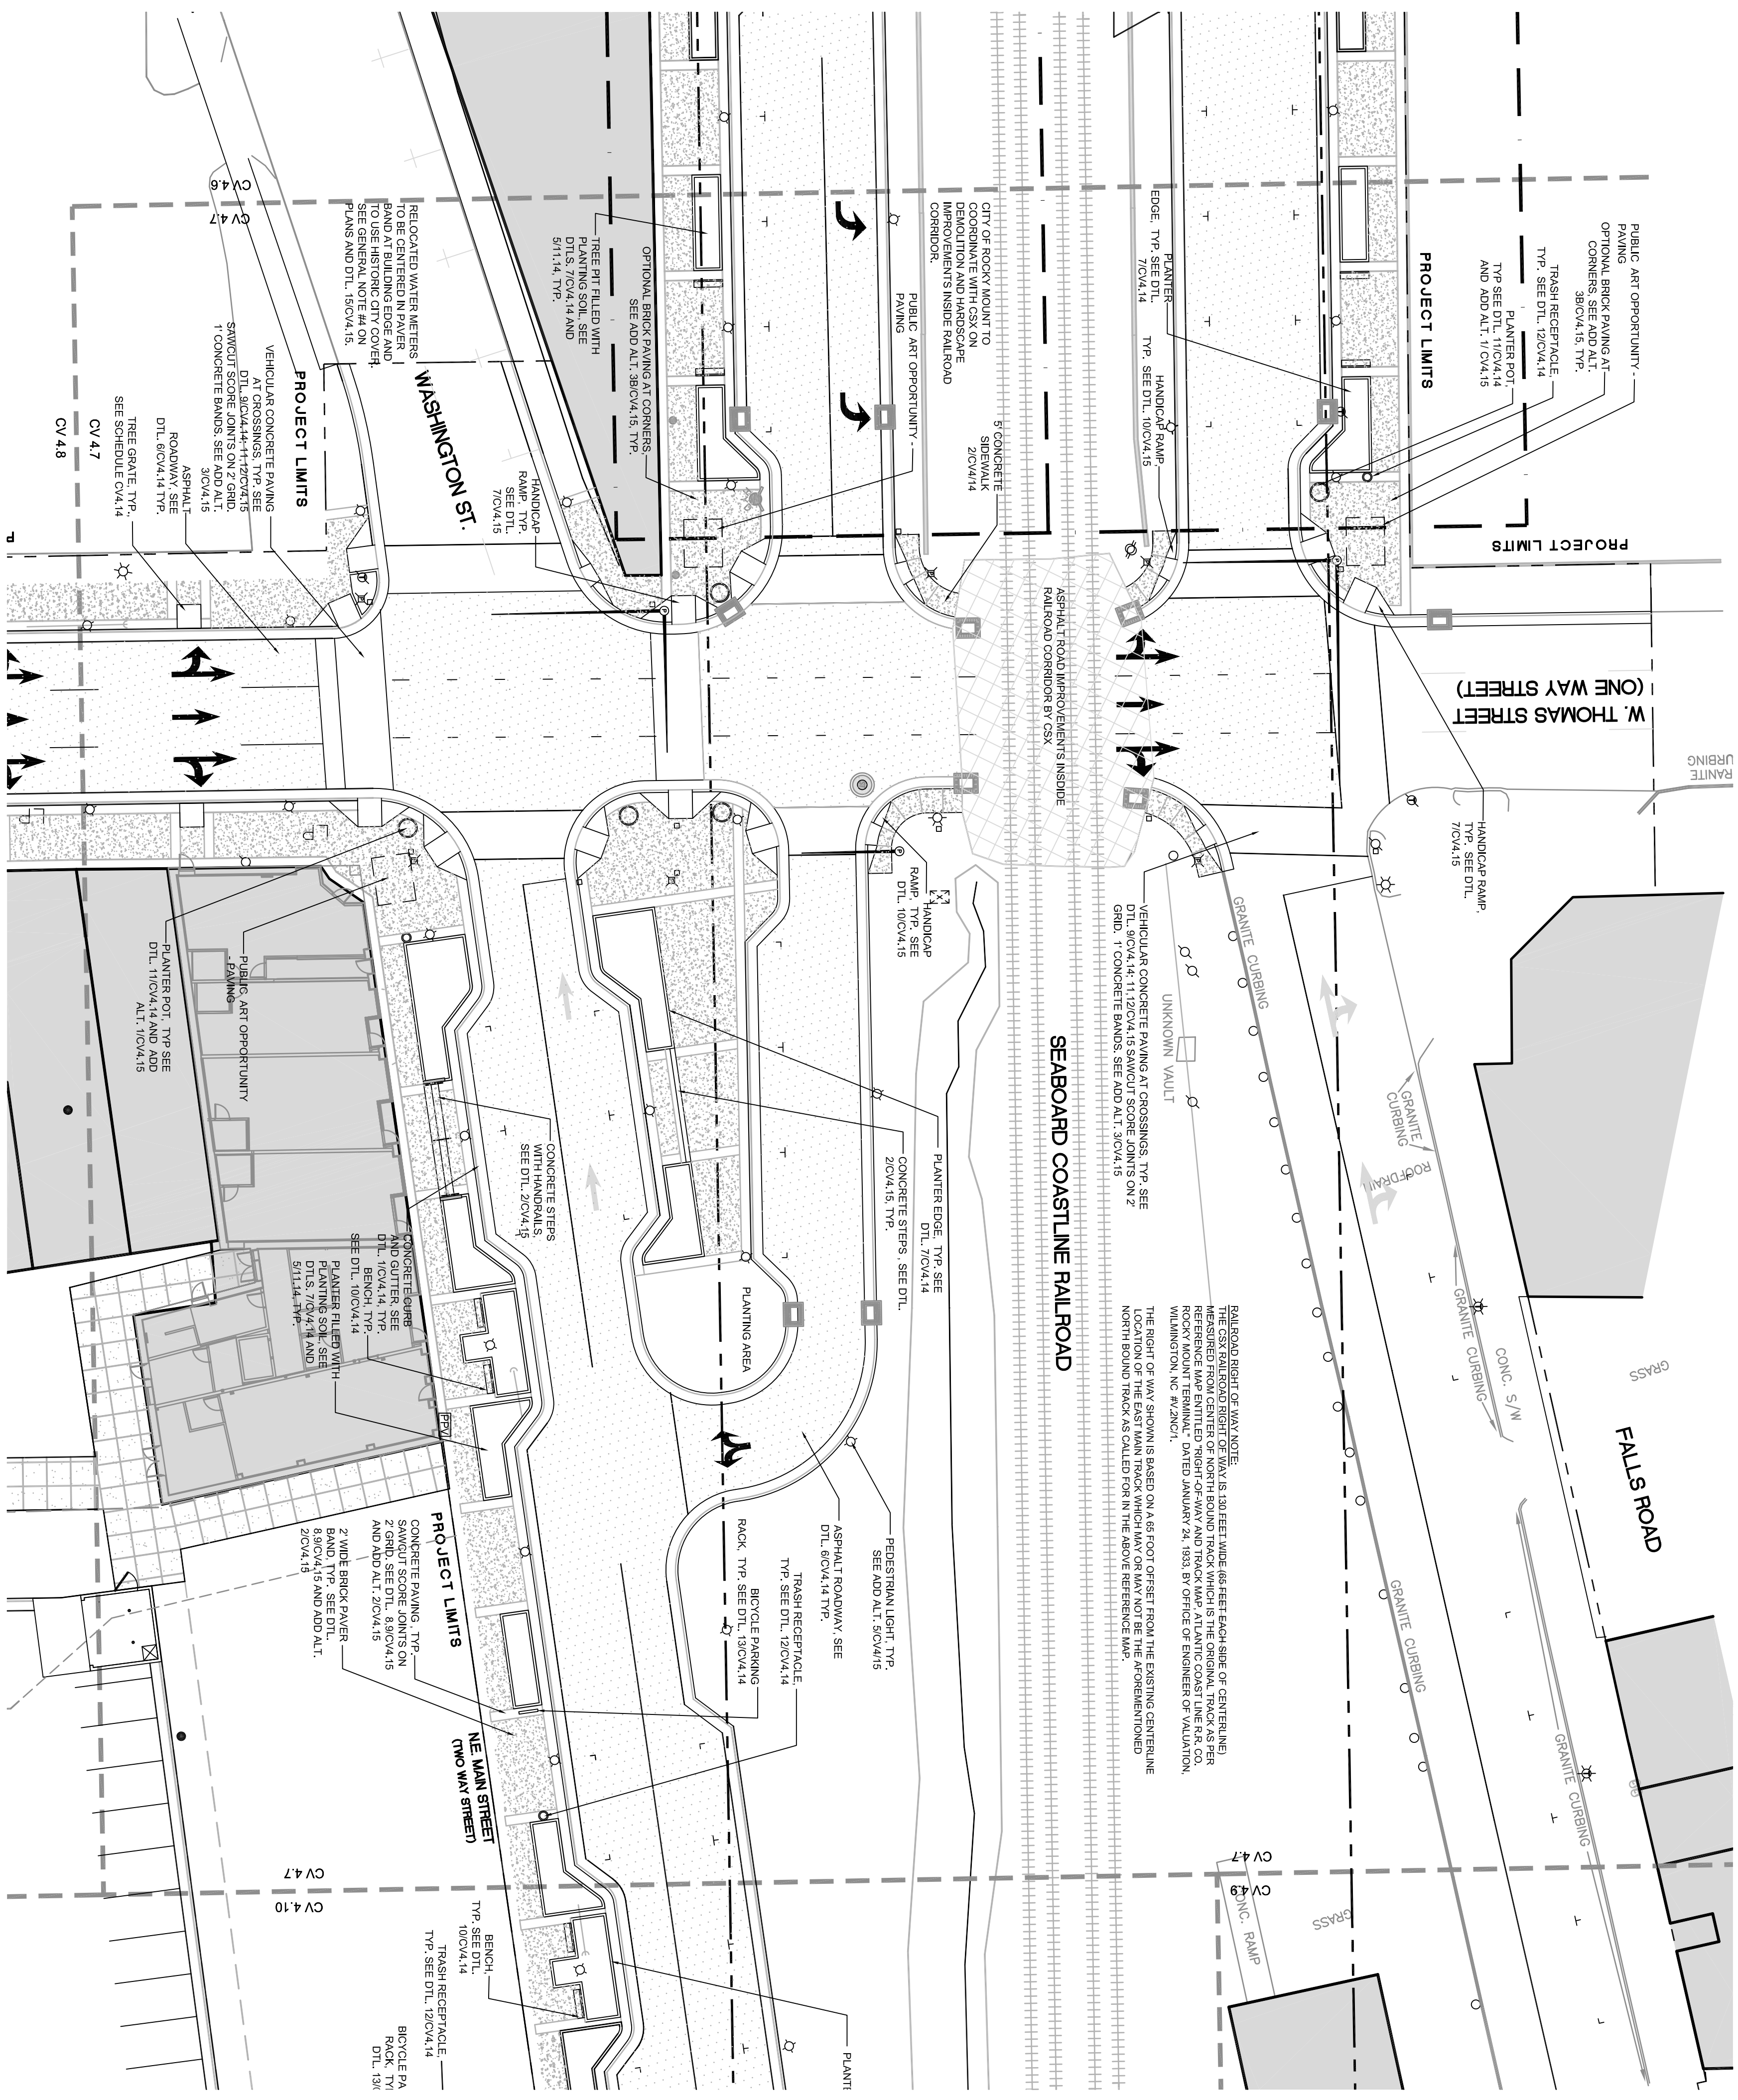 PUBLIC ART OPPORTUNITY -
PAVING
OPTIONAL BRICK PAVING AT
CORNERS, SEE ADD ALT.
3B/CV4.15, TYP.
TRASH RECEPTACLE,
TYP. SEE DTL. 12/CV4.14
PLANTER POT,
TYP SEE DTL. 11/CV4.14
AND ADD ALT. 1/ CV4.15
PROJECT LIMITS
PROJECT LIMITS
W. THOMAS STREET
(ONE WAY STREET)
GRANITE
CURBING
HANDICAP RAMP,
TYP. SEE DTL.
7/CV4.15
PLANTER
EDGE, TYP. SEE DTL.
7/CV4.14
HANDICAP RAMP,
TYP. SEE DTL. 10/CV4.15
CITY OF ROCKY MOUNT TO
COORDINATE WITH CSX ON
DEMOLITION AND HARDSCAPE
IMPROVEMENTS INSIDE RAILROAD
CORRIDOR.
5' CONCRETE
SIDEWALK
2/CV4/14
PUBLIC ART OPPORTUNITY -
PAVING
OPTIONAL BRICK PAVING AT CORNERS,
SEE ADD ALT. 3B/CV4.15, TYP.
TREE PIT FILLED WITH
PLANTING SOIL, SEE
DTLS. 7/CV4.14 AND
5/11.14, TYP.
HANDICAP
RAMP, TYP.
SEE DTL.
7/CV4.15
WASHINGTON ST.
RELOCATED WATER METERS
TO BE CENTERED IN PAVER
BAND AT BUILDING EDGE AND
TO USE HISTORIC CITY COVER.
SEE GENERAL NOTE #4 ON
PLANS AND DTL. 15/CV4.15.
PROJECT LIMITS
VEHICULAR CONCRETE PAVING
AT CROSSINGS, TYP. SEE
DTL. 9/CV4.14; 11,12/CV4.15
SAWCUT SCORE JOINTS ON 2' GRID,
1' CONCRETE BANDS. SEE ADD ALT.
3/CV4.15
ASPHALT
ROADWAY, SEE
DTL. 6/CV4.14 TYP.
TREE GRATE, TYP.,
SEE SCHEDULE CV4.14
CV 4.6
CV 4.7
CV 4.7
CV 4.8
ASPHALT ROAD IMPROVEMENTS INSDIDE
RAILROAD CORRIDOR BY CSX
HANDICAP
RAMP, TYP. SEE
DTL. 10/CV4.15
VEHICULAR CONCRETE PAVING AT CROSSINGS, TYP. SEE
DTL. 9/CV4.14; 11,12/CV4.15 SAWCUT SCORE JOINTS ON 2'
GRID. 1' CONCRETE BANDS. SEE ADD ALT. 3/CV4.15
UNKNOWN VAULT
GRANITE CURBING
SEABOARD COASTLINE RAILROAD
GRANITE
CURBING
ROOFDRAIN
GRANITE CURBING
CONC. S/W
GRASS
FALLS ROAD
PUBLIC ART OPPORTUNITY
- PAVING
PLANTER POT, TYP SEE
DTL. 11/CV4.14 AND ADD
ALT. 1/CV4.15
CONCRETE STEPS
WITH HANDRAILS,
SEE DTL. 2/CV4.15
PLANTER EDGE, TYP. SEE
DTL. 7/CV4.14
CONCRETE STEPS , SEE DTL.
2/CV4.15, TYP.
CONCRETE CURB
AND GUTTER, SEE
DTL. 1/CV4.14, TYP.
BENCH, TYP.
SEE DTL. 10/CV4.14
PLANTER FILLED WITH
PLANTING SOIL, SEE
DTLS. 7/CV4.14 AND
5/11.14, TYP.
PLANTING AREA
RAILROAD RIGHT OF WAY NOTE:
THE CSX RAILROAD RIGHT OF WAY IS 130 FEET WIDE (65 FEET EACH SIDE OF CENTERLINE)
MEASURED FROM CENTER OF NORTH BOUND TRACK WHICH IS THE ORIGINAL TRACK AS PER
REFERENCE MAP ENTITLED "RIGHT-OF-WAY AND TRACK MAP, ATLANTIC COAST LINE R.R. CO.
ROCKY MOUNT TERMINAL" DATED JANUARY 24, 1933, BY OFFICE OF ENGINEER OF VALUATION,
WILMINGTON, NC #V.2NC/1.
THE RIGHT OF WAY SHOWN IS BASED ON A 65 FOOT OFFSET FROM THE EXISTING CENTERLINE
LOCATION OF THE EAST MAIN TRACK WHICH MAY OR MAY NOT BE THE AFOREMENTIONED
NORTH BOUND TRACK AS CALLED FOR IN THE ABOVE REFERENCE MAP.
PROJECT LIMITS
CONCRETE PAVING , TYP.
SAWCUT SCORE JOINTS ON
2' GRID, SEE DTL. 8,9/CV4.15
AND ADD ALT. 2/CV4.15
2' WIDE BRICK PAVER
BAND, TYP. SEE DTL.
8,9/CV4.15 AND ADD ALT.
2/CV4.15
PEDESTRIAN LIGHT, TYP.
SEE ADD ALT. 5/CV4/15
ASPHALT ROADWAY, SEE
DTL. 6/CV4.14 TYP.
TRASH RECEPTACLE,
TYP. SEE DTL. 12/CV4.14
BICYCLE PARKING
RACK, TYP. SEE DTL. 13/CV4.14
N.E. MAIN STREET
(TWO WAY STREET)
GRANITE CURBING
GRANITE CURBING
CV 4.7
CV 4.10
CV 4.7
CV 4.9
CONC. RAMP
GRASS
BENCH,
TYP. SEE DTL.
10/CV4.14
TRASH RECEPTACLE,
TYP. SEE DTL. 12/CV4.14
BICYCLE PA
RACK, TY
DTL. 13/
PLANTE